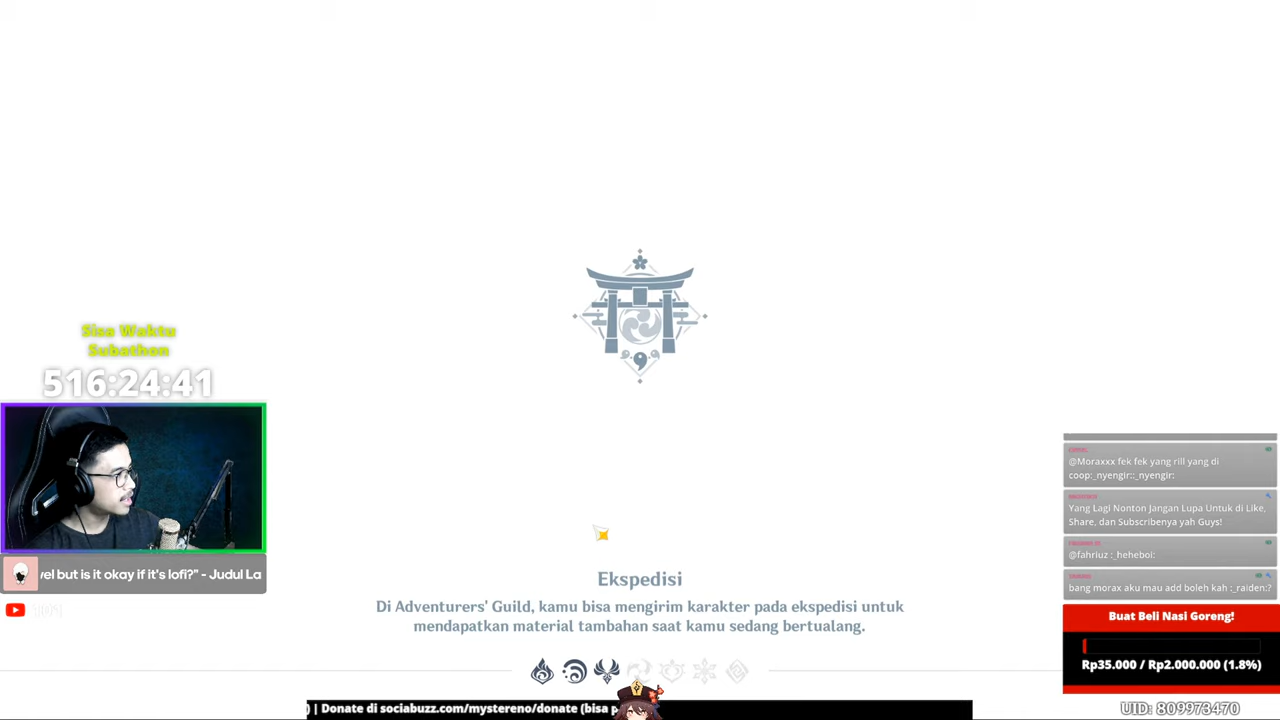 Sisa Waktu
Subathon
516:24:41
vel but is it okay if it's lofi?" - Judul La
101
@Moraxxx fek fek yang rill yang di
coop:_nyengir::_nyengir:
Yang Lagi Nonton Jangan Lupa Untuk di Like,
Share, dan Subscribenya yah Guys!
@fahriuz :_heheboi:
bang morax aku mau add boleh kah :_raiden:?
Buat Beli Nasi Goreng!
Rp35.000 / Rp2.000.000 (1.8%)
Ekspedisi
Di Adventurers' Guild, kamu bisa mengirim karakter pada ekspedisi untuk
mendapatkan material tambahan saat kamu sedang bertualang.
) | Donate di sociabuzz.com/mystereno/donate (bisa p
UID: 809973470